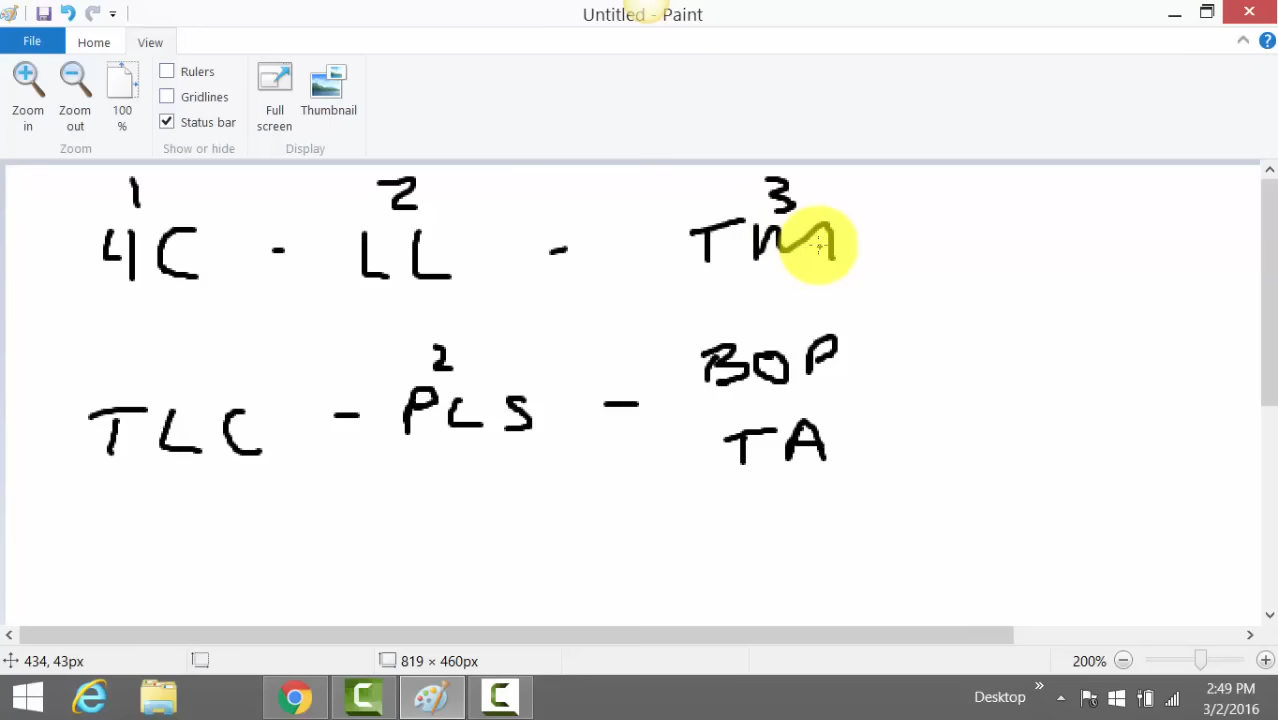 Untitled - Paint
File Home View
Zoom in Zoom out 100 % Rulers Gridlines Status bar Full screen Thumbnail
Zoom Show or hide Display
1 2 3
4C - LL - TM
2 BOP
TLC - PLS - TA
434, 43px 819 × 460px 200%
Desktop 2:49 PM
3/2/2016